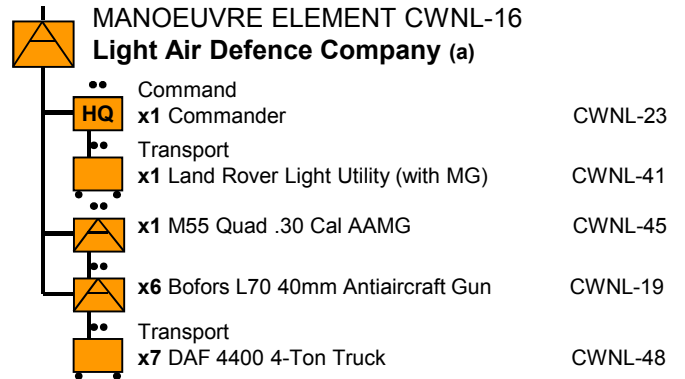 MANOEUVRE ELEMENT CWNL-16
Light Air Defence Company (a)
Command
HQ x1 Commander CWNL-23
Transport
x1 Land Rover Light Utility (with MG) CWNL-41
x1 M55 Quad .30 Cal AAMG CWNL-45
x6 Bofors L70 40mm Antiaircraft Gun CWNL-19
Transport
x7 DAF 4400 4-Ton Truck CWNL-48